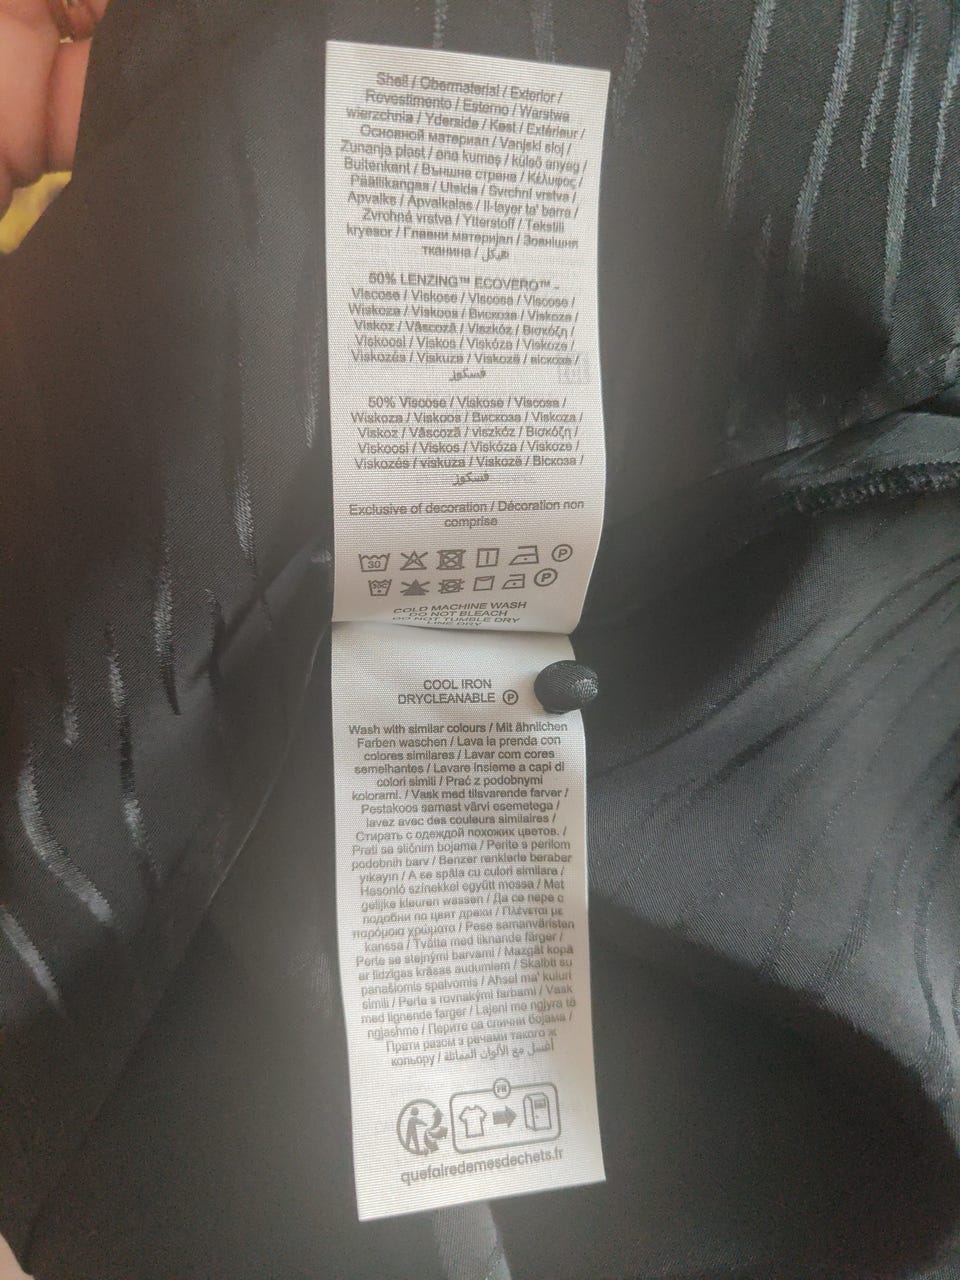 Shell / Obermaterial / Exterior /
Revestimento / Esterno / Warstwa
wierzchnia / Yderside / Kest / Extérieur /
Основной материал / Vanjski sloj /
Zunanja plast / ana kumaş / külső anyag /
Buitenkant / Външна страна / Κέλυφος /
Päällikangas / Utsida / Svrchní vrstva /
Apvalks / Apvalkalas / Il-layer ta' barra /
Zvrchná vrstva / Ytterstoff / Tekstili
kryesor / Главни материјал / Зовнішня
тканина / هيكل
50% LENZING™ ECOVERO™ -
Viscose / Viskose / Viscosa / Viscose /
Wiskoza / Viskoos / Вискоза / Viskoza /
Viskoz / Vâscoză / Viszkóz / Βισκόζη /
Viskoosi / Viskos / Viskóza / Viskoze /
Viskozės / Viskuza / Viskozë / віскоза /
فسكوز
50% Viscose / Viskose / Viscosa /
Wiskoza / Viskoos / Вискоза / Viskoza /
Viskoz / Vâscoză / viszkóz / Βισκόζη /
Viskoosi / Viskos / Viskóza / Viskoze /
Viskozės / viskuza / Viskozë / Віскоза /
فسكوز
Exclusive of decoration / Décoration non
comprise
30 P
P
COLD MACHINE WASH
DO NOT BLEACH
DO NOT TUMBLE DRY
LINE DRY
COOL IRON
DRYCLEANABLE P
Wash with similar colours / Mit ähnlichen
Farben waschen / Lava la prenda con
colores similares / Lavar com cores
semelhantes / Lavare insieme a capi di
colori simili / Prać z podobnymi
kolorami. / Vask med tilsvarende farver /
Pestakoos samast värvi esemetega /
lavez avec des couleurs similaires /
Стирать с одеждой похожих цветов. /
Prati sa sličnim bojama / Perite s perilom
podobnih barv / Benzer renklerle beraber
yıkayın / A se spăla cu culori similare /
Hasonló színekkel együtt mossa / Met
gelijke kleuren wassen / Да се пере с
подобни по цвят дрехи / Πλένεται με
παρόμοια χρώματα / Pese samanväristen
kanssa / Tvätta med liknande färger /
Perte se stejnými barvami / Mazgāt kopā
ar līdzīgas krāsas audumiem / Skalbti su
panašiomis spalvomis / Aħsel ma' kuluri
simili / Perte s rovnakými farbami / Vask
med lignende farger / Lajeni me ngjyra të
ngjashme / Перите са сличним бојама /
Прати разом з речами такого ж
кольору / أغسل مع الألوان المماثلة
FR
quefairedemesdechets.fr